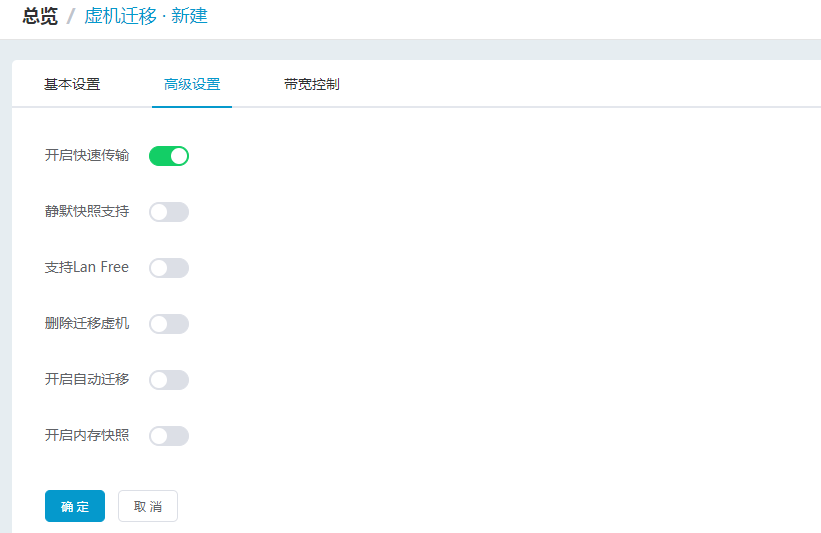 总览 / 虚机迁移 · 新建
基本设置 高级设置 带宽控制
开启快速传输
静默快照支持
支持Lan Free
删除迁移虚机
开启自动迁移
开启内存快照
确定 取消